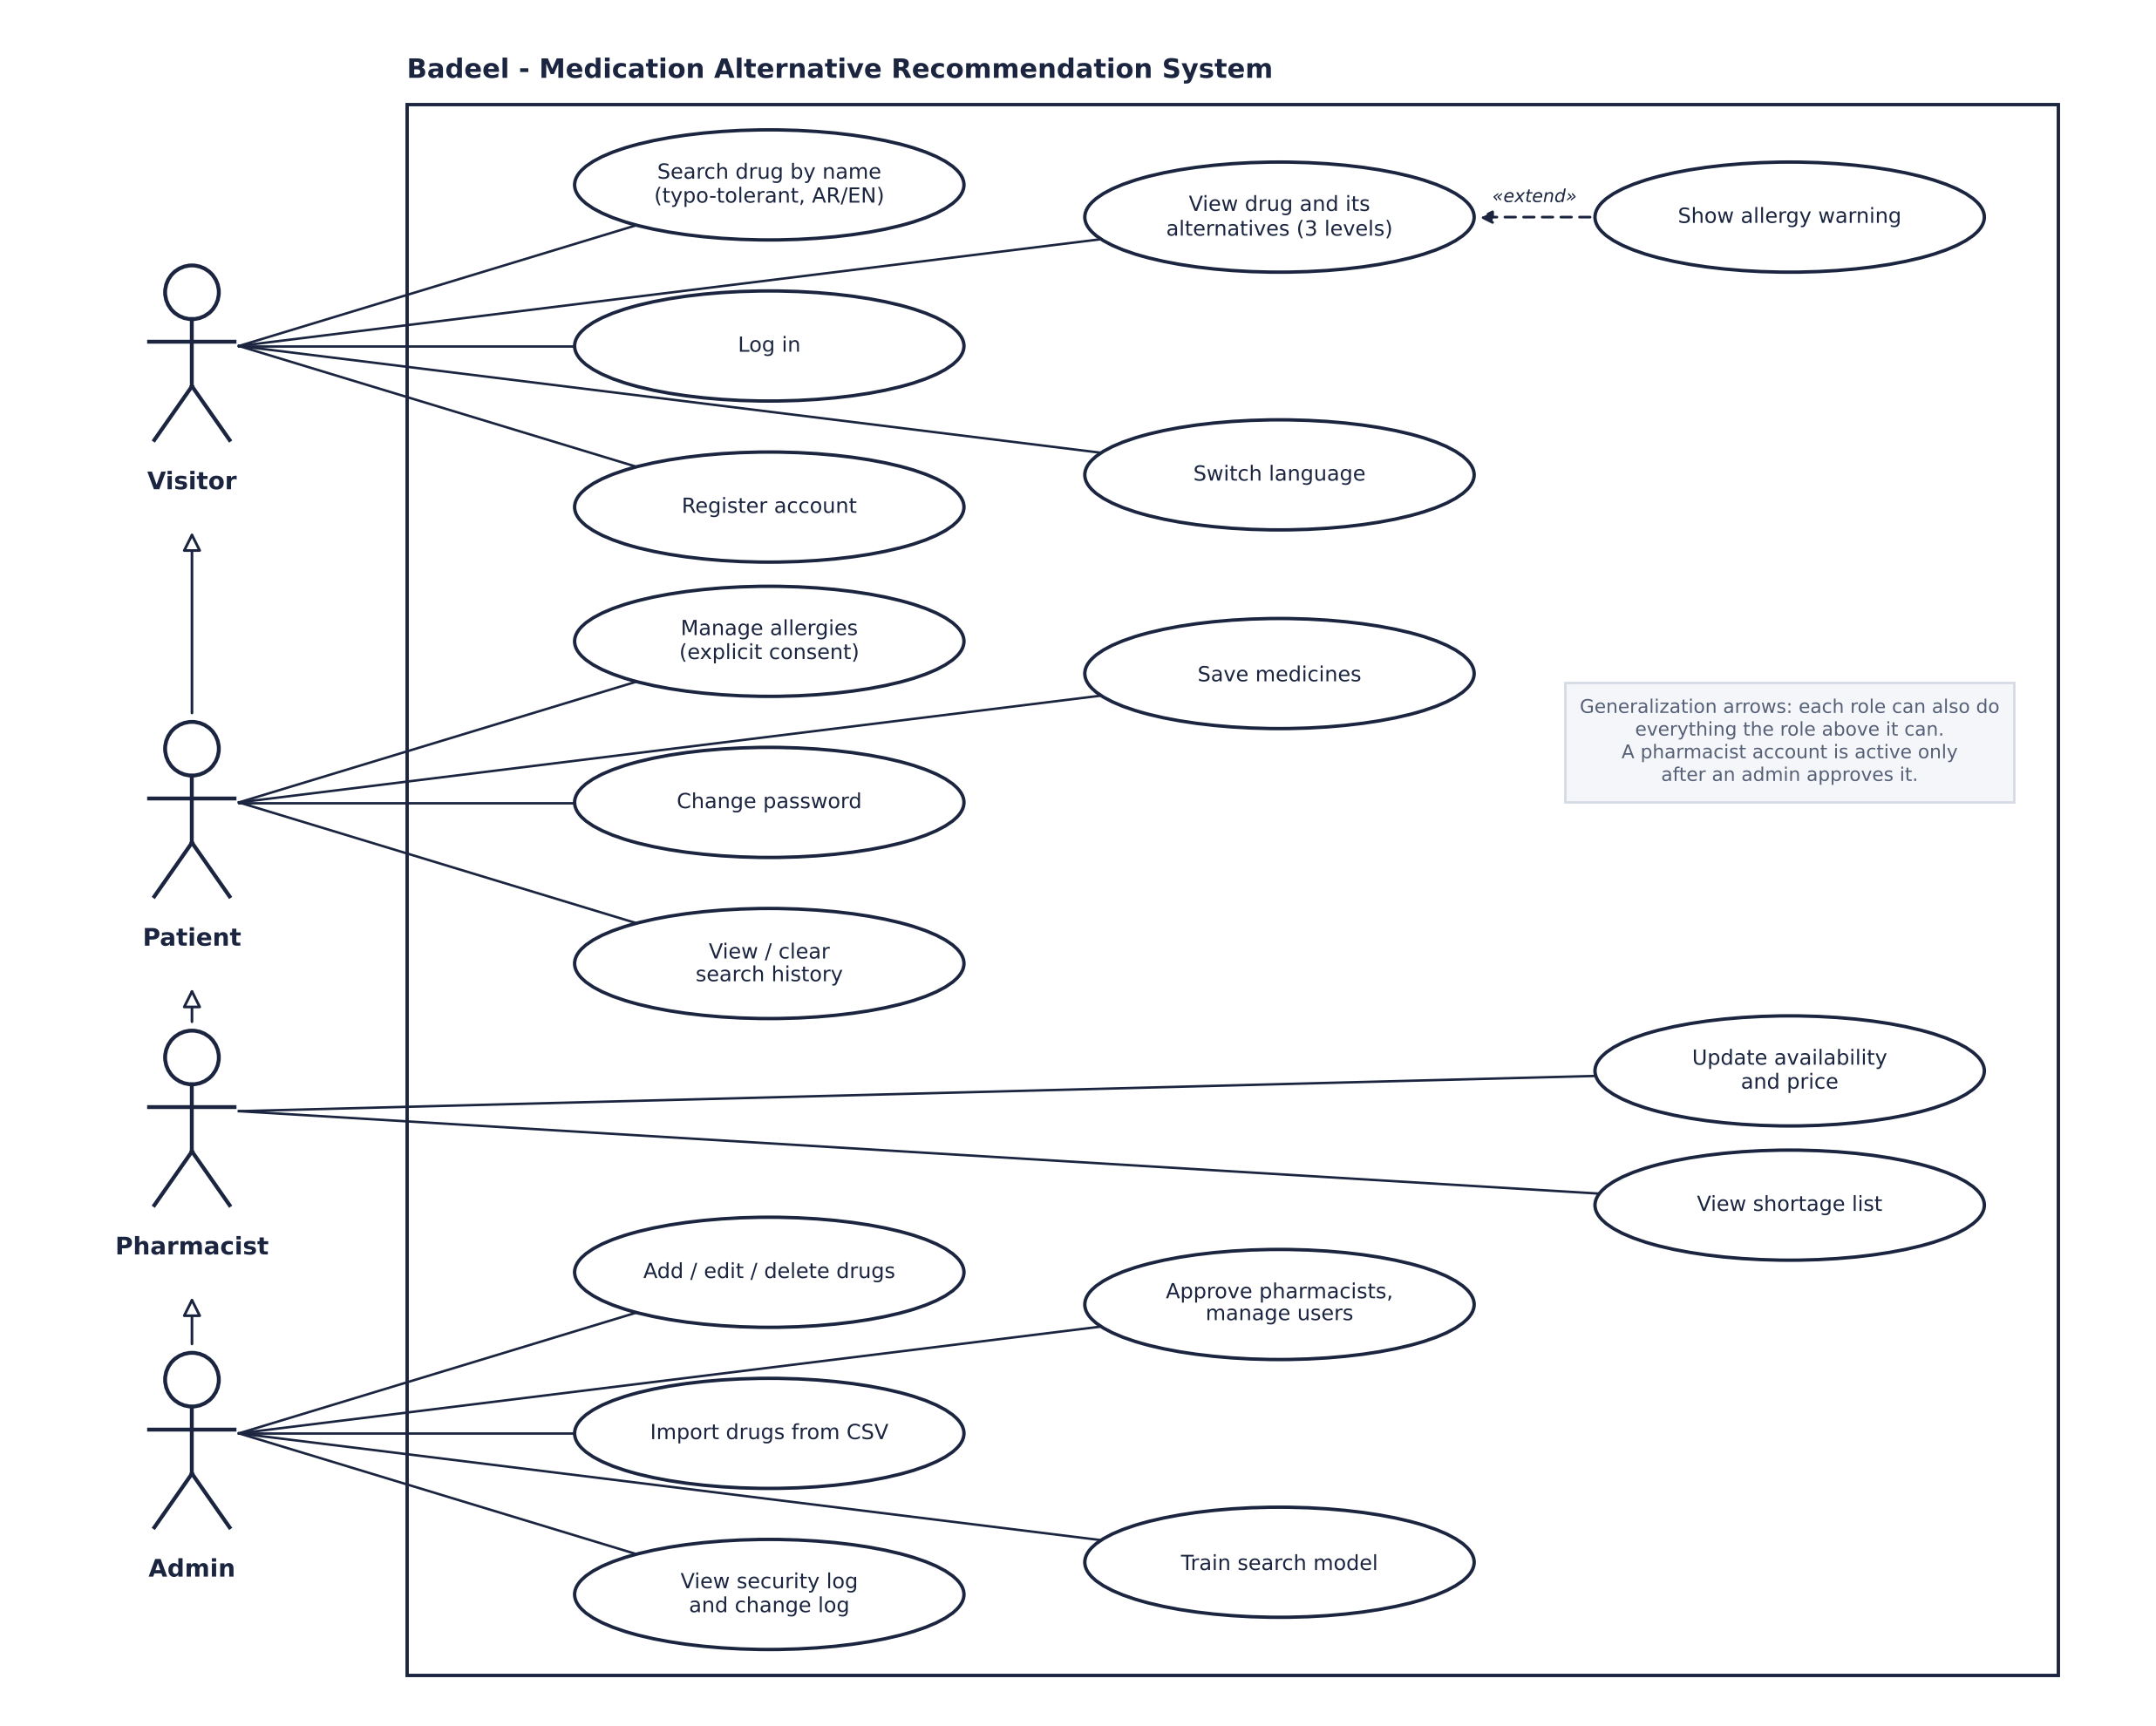 Badeel - Medication Alternative Recommendation System
Search drug by name
(typo-tolerant, AR/EN)
View drug and its
alternatives (3 levels)
«extend»
Show allergy warning
Log in
Switch language
Register account
Visitor
Manage allergies
(explicit consent)
Save medicines
Generalization arrows: each role can also do
everything the role above it can.
A pharmacist account is active only
after an admin approves it.
Change password
View / clear
search history
Patient
Update availability
and price
View shortage list
Pharmacist
Add / edit / delete drugs
Approve pharmacists,
manage users
Import drugs from CSV
Train search model
View security log
and change log
Admin